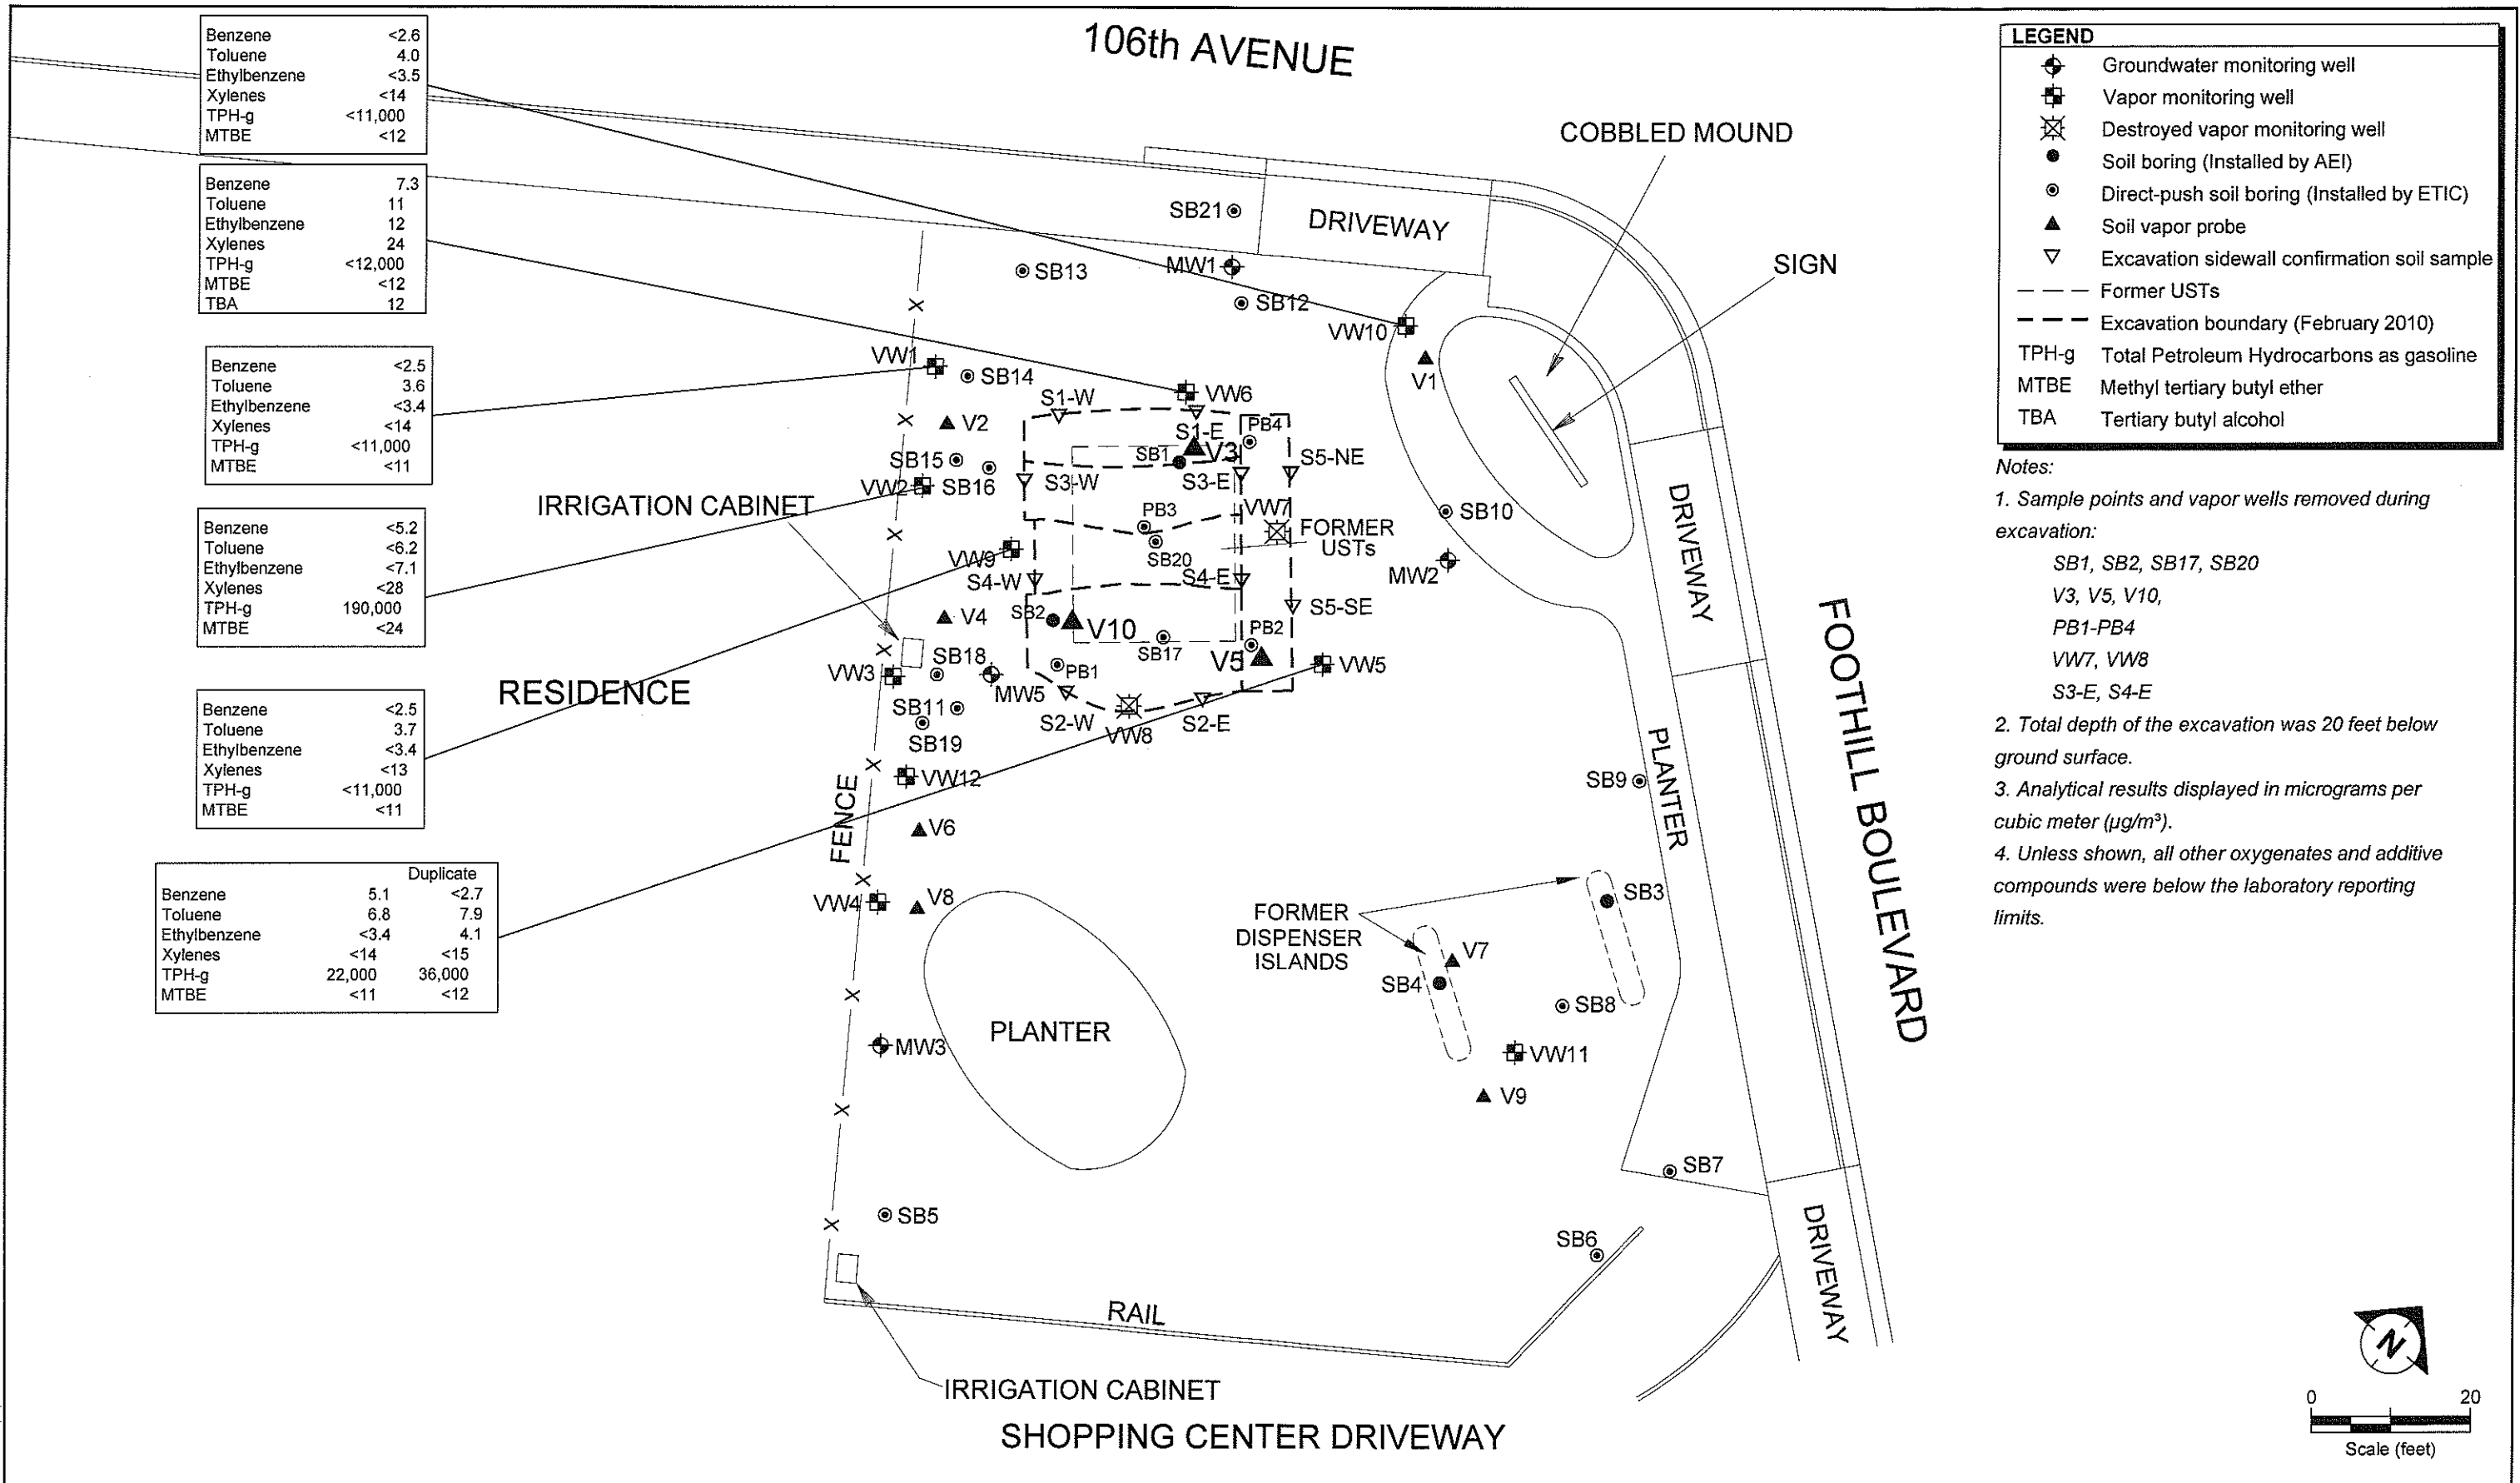 106th AVENUE
Benzene <2.6
Toluene 4.0
Ethylbenzene <3.5
Xylenes <14
TPH-g <11,000
MTBE <12
Benzene 7.3
Toluene 11
Ethylbenzene 12
Xylenes 24
TPH-g <12,000
MTBE <12
TBA 12
Benzene <2.5
Toluene 3.6
Ethylbenzene <3.4
Xylenes <14
TPH-g <11,000
MTBE <11
Benzene <5.2
Toluene <6.2
Ethylbenzene <7.1
Xylenes <28
TPH-g 190,000
MTBE <24
Benzene <2.5
Toluene 3.7
Ethylbenzene <3.4
Xylenes <13
TPH-g <11,000
MTBE <11
Duplicate
Benzene 5.1 <2.7
Toluene 6.8 7.9
Ethylbenzene <3.4 4.1
Xylenes <14 <15
TPH-g 22,000 36,000
MTBE <11 <12
COBBLED MOUND
SIGN
SB21
DRIVEWAY
MW1
SB13
SB12
VW10
V1
VW1
SB14
VW6
S1-W
S1-E
PB4
V2
V3
SB1
SB15
S5-NE
VW2
SB16
S3-W
S3-E
IRRIGATION CABINET
PB3
VW7
FORMER
USTs
SB10
VW9
SB20
S4-W
S4-E
MW2
DRIVEWAY
V4
SB2
V10
S5-SE
PB2
SB17
V5
VW5
SB18
VW3
PB1
MW5
RESIDENCE
SB11
S2-W
S2-E
VW8
SB19
VW12
FENCE
V6
SB9
PLANTER
FOOTHILL BOULEVARD
VW4
V8
FORMER
DISPENSER
ISLANDS
SB3
V7
SB4
SB8
PLANTER
MW3
VW11
V9
SB7
SB5
SB6
DRIVEWAY
RAIL
IRRIGATION CABINET
SHOPPING CENTER DRIVEWAY
X
X
X
X
X
X
X
X
X
LEGEND
Groundwater monitoring well
Vapor monitoring well
Destroyed vapor monitoring well
Soil boring (Installed by AEI)
Direct-push soil boring (Installed by ETIC)
Soil vapor probe
Excavation sidewall confirmation soil sample
Former USTs
Excavation boundary (February 2010)
TPH-g Total Petroleum Hydrocarbons as gasoline
MTBE Methyl tertiary butyl ether
TBA Tertiary butyl alcohol
Notes:
1. Sample points and vapor wells removed during
excavation:
SB1, SB2, SB17, SB20
V3, V5, V10,
PB1-PB4
VW7, VW8
S3-E, S4-E
2. Total depth of the excavation was 20 feet below
ground surface.
3. Analytical results displayed in micrograms per
cubic meter (µg/m³).
4. Unless shown, all other oxygenates and additive
compounds were below the laboratory reporting
limits.
N
0 20
Scale (feet)